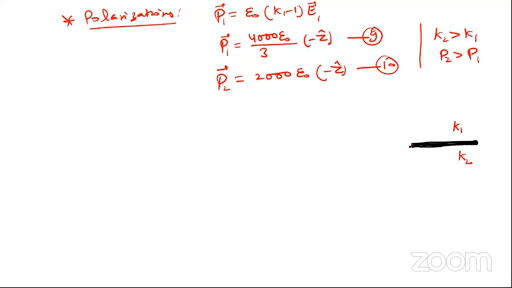 * Polarizations: P⃗₁ = ε₀ (k₁-1) E⃗₁
P⃗₁ = 4000ε₀/3 (-ẑ) — ⑨
P⃗₂ = 2000 ε₀ (-ẑ) — ⑩
k₂ > k₁
P₂ > P₁
k₁
k₂
zoom